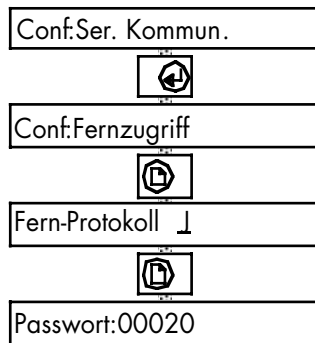 Conf:Ser. Kommun.
Conf:Fernzugriff
Fern-Protokoll ⤶
Passwort:00020